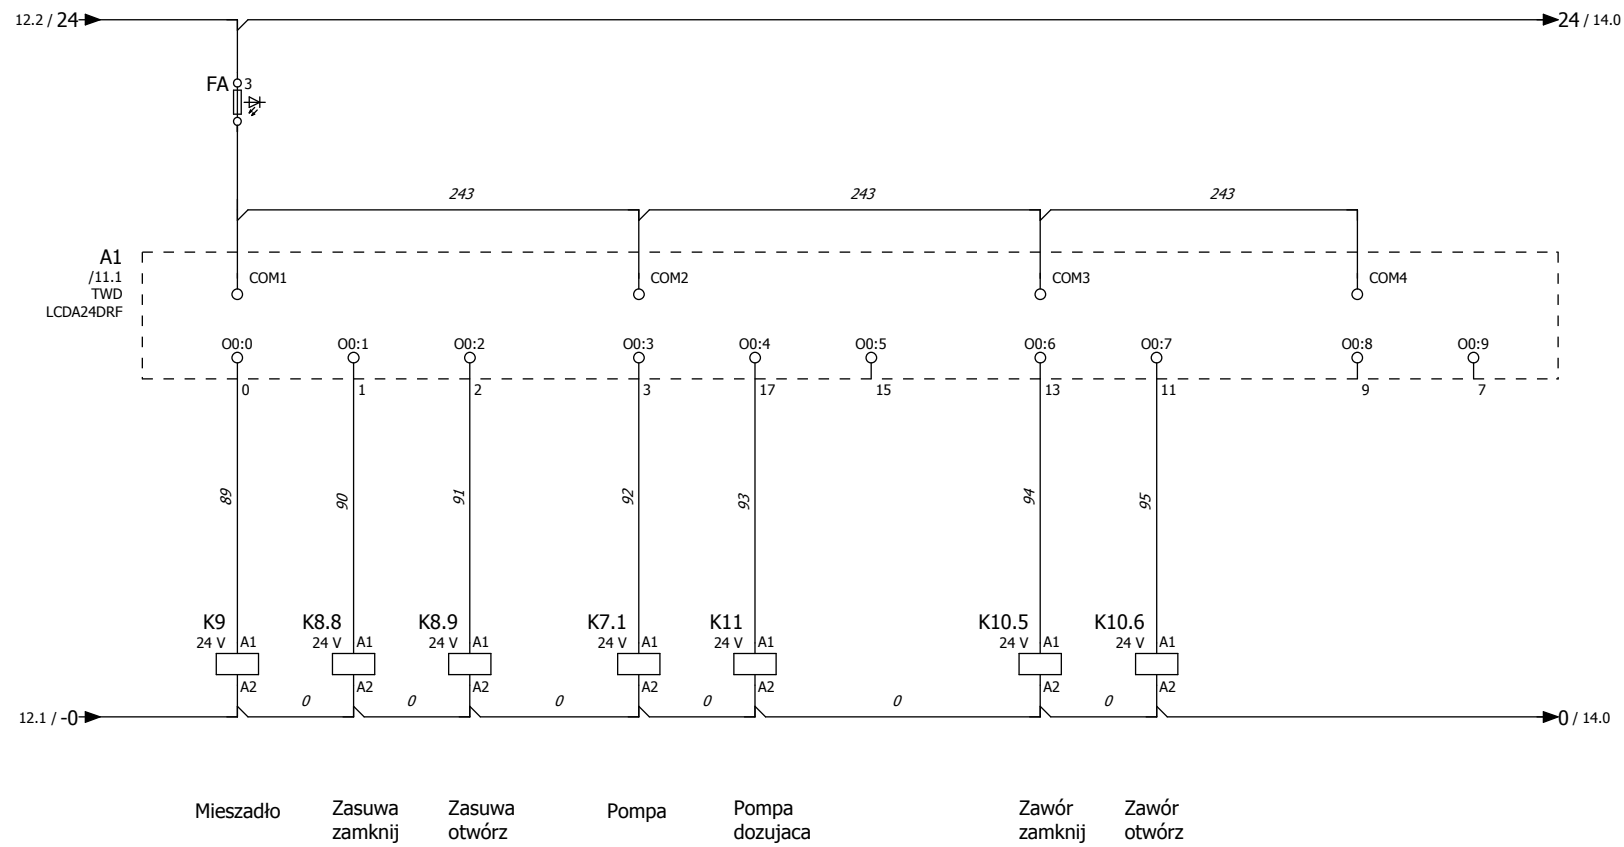 12.2 / 24
24 / 14.0
FA 3
243 243 243
A1
/11.1
TWD
LCDA24DRF
COM1 COM2 COM3 COM4
O0:0 O0:1 O0:2 O0:3 O0:4 O0:5 O0:6 O0:7 O0:8 O0:9
0 1 2 3 17 15 13 11 9 7
89 90 91 92 93 94 95
K9 K8.8 K8.9 K7.1 K11 K10.5 K10.6
24 V A1 24 V A1 24 V A1 24 V A1 24 V A1 24 V A1 24 V A1
A2 A2 A2 A2 A2 A2 A2
0 0 0 0 0 0
12.1 / -0
0 / 14.0
Mieszadło
Zasuwa
zamknij
Zasuwa
otwórz
Pompa
Pompa
dozujaca
Zawór
zamknij
Zawór
otwórz